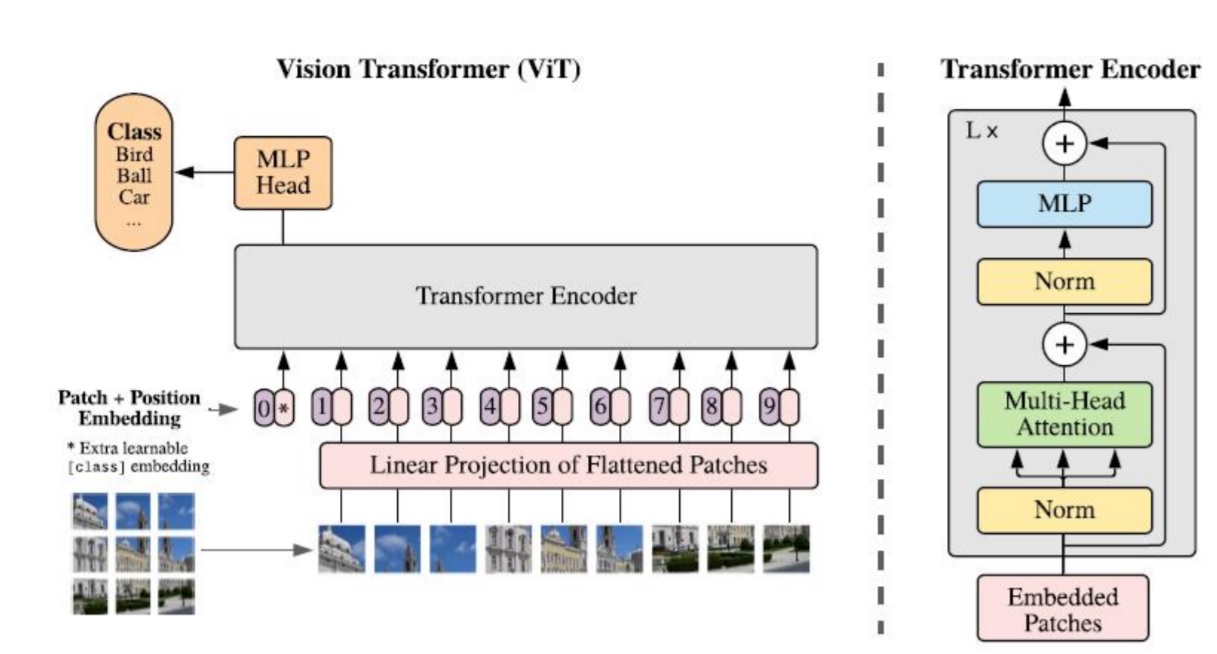 Vision Transformer (ViT)
Class
Bird
Ball
Car
...
MLP
Head
Transformer Encoder
Patch + Position
Embedding
0 * 1 2 3 4 5 6 7 8 9
* Extra learnable
[class] embedding
Linear Projection of Flattened Patches
Transformer Encoder
L ×
+
MLP
Norm
+
Multi-Head
Attention
Norm
Embedded
Patches